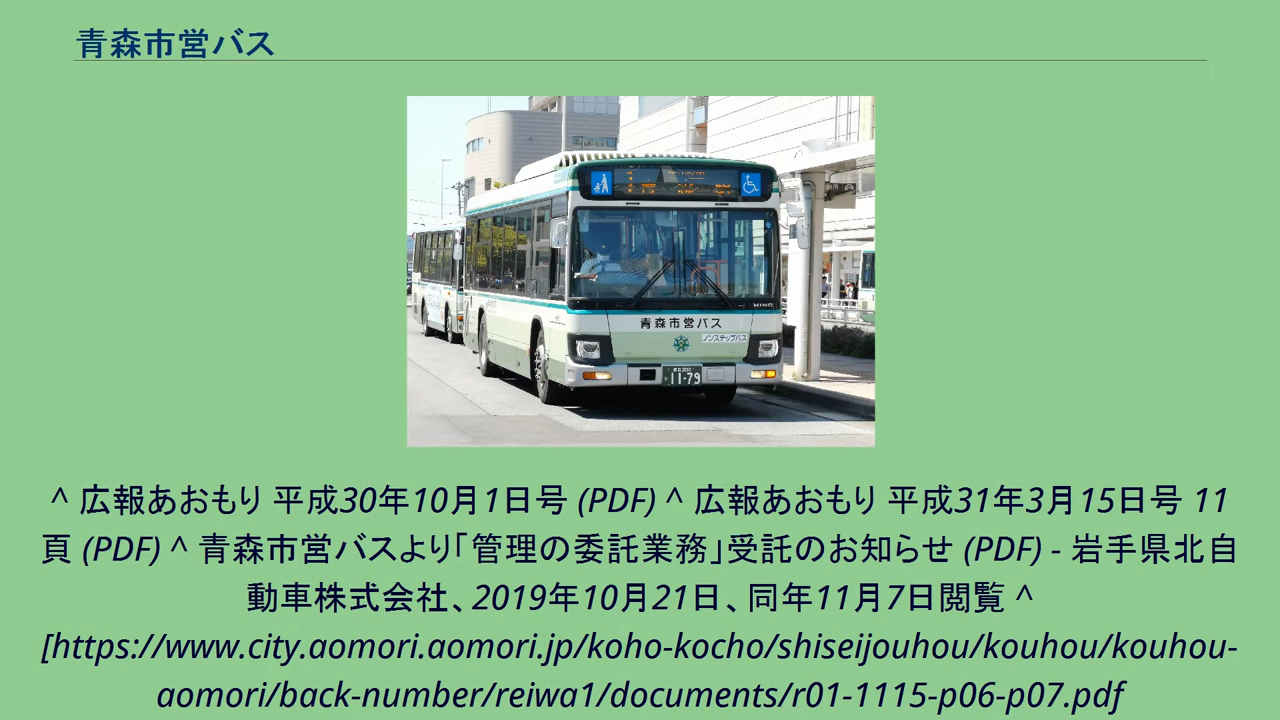 青森市営バス
HINO
青森市営バス
ノンステップバス
11-79
^ 広報あおもり 平成30年10月1日号 (PDF) ^ 広報あおもり 平成31年3月15日号 11
頁 (PDF) ^ 青森市営バスより「管理の委託業務」受託のお知らせ (PDF) - 岩手県北自
動車株式会社、2019年10月21日、同年11月7日閲覧 ^
[https://www.city.aomori.aomori.jp/koho-kocho/shiseijouhou/kouhou/kouhou-
aomori/back-number/reiwa1/documents/r01-1115-p06-p07.pdf